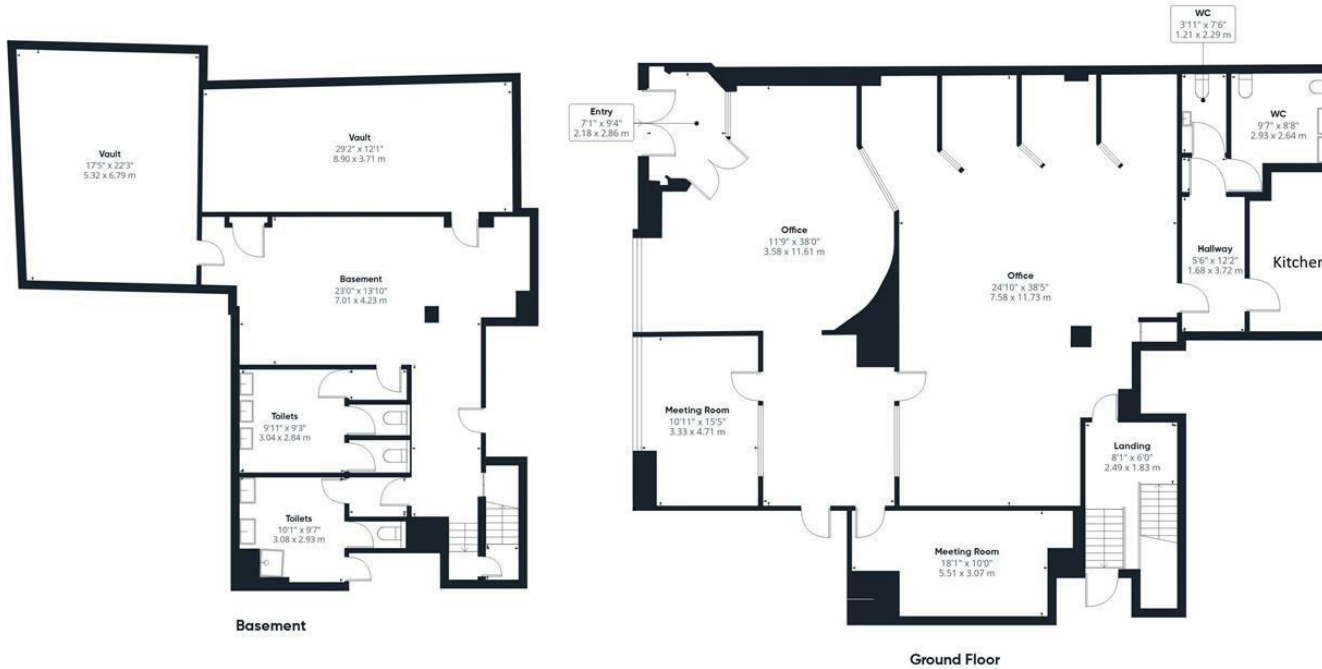 Vault
17'5" x 22'3"
5.32 x 6.79 m
Vault
29'2" x 12'1"
8.90 x 3.71 m
Basement
23'0" x 13'10"
7.01 x 4.23 m
Toilets
9'11" x 9'3"
3.04 x 2.84 m
Toilets
10'1" x 9'7"
3.08 x 2.93 m
Basement
WC
3'11" x 7'6"
1.21 x 2.29 m
Entry
7'1" x 9'4"
2.18 x 2.86 m
WC
9'7" x 8'8"
2.93 x 2.64 m
Office
11'9" x 38'0"
3.58 x 11.61 m
Office
24'10" x 38'5"
7.58 x 11.73 m
Hallway
5'6" x 12'2"
1.68 x 3.72 m
Kitchen
Meeting Room
10'11" x 15'5"
3.33 x 4.71 m
Landing
8'1" x 6'0"
2.49 x 1.83 m
Meeting Room
18'1" x 10'0"
5.51 x 3.07 m
Ground Floor